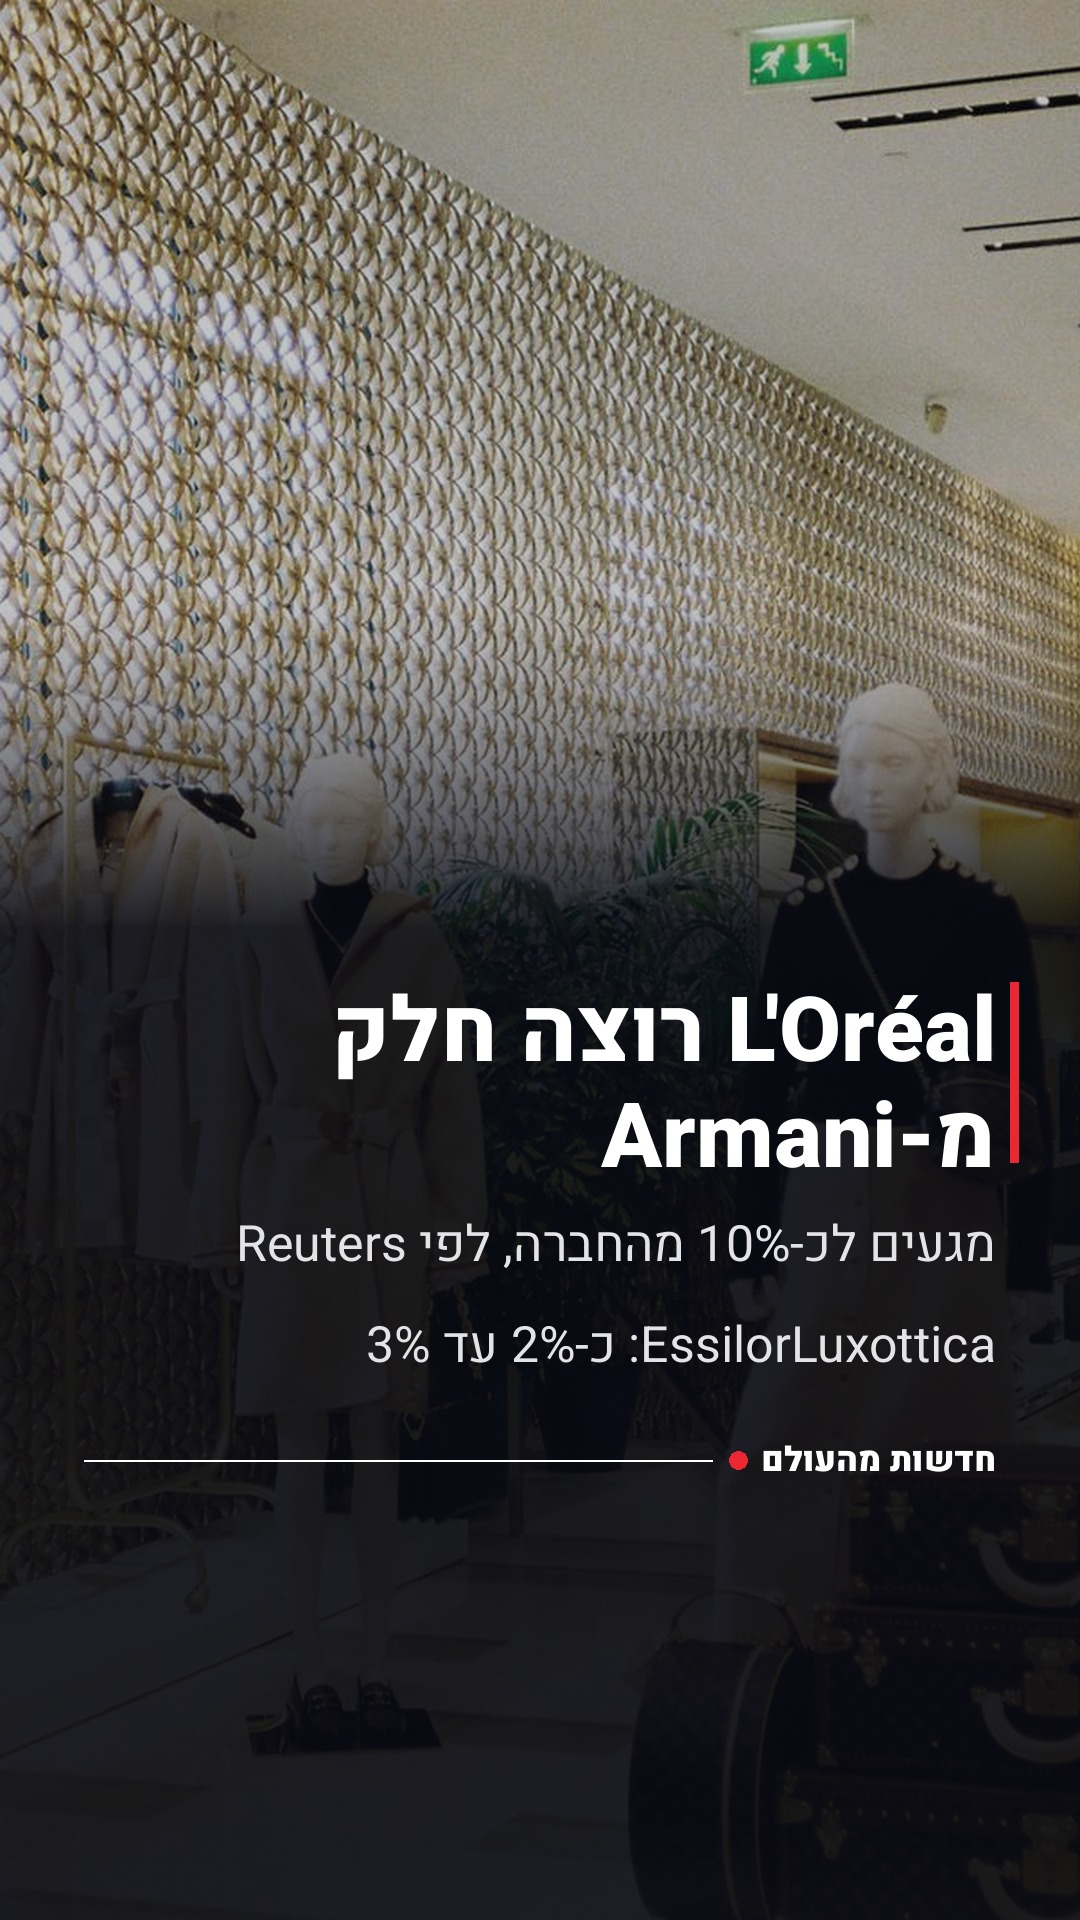 L'Oréal רוצה חלק
מ-Armani
מגעים לכ-10% מהחברה, לפי Reuters
EssilorLuxottica: כ-2% עד 3%
חדשות מהעולם